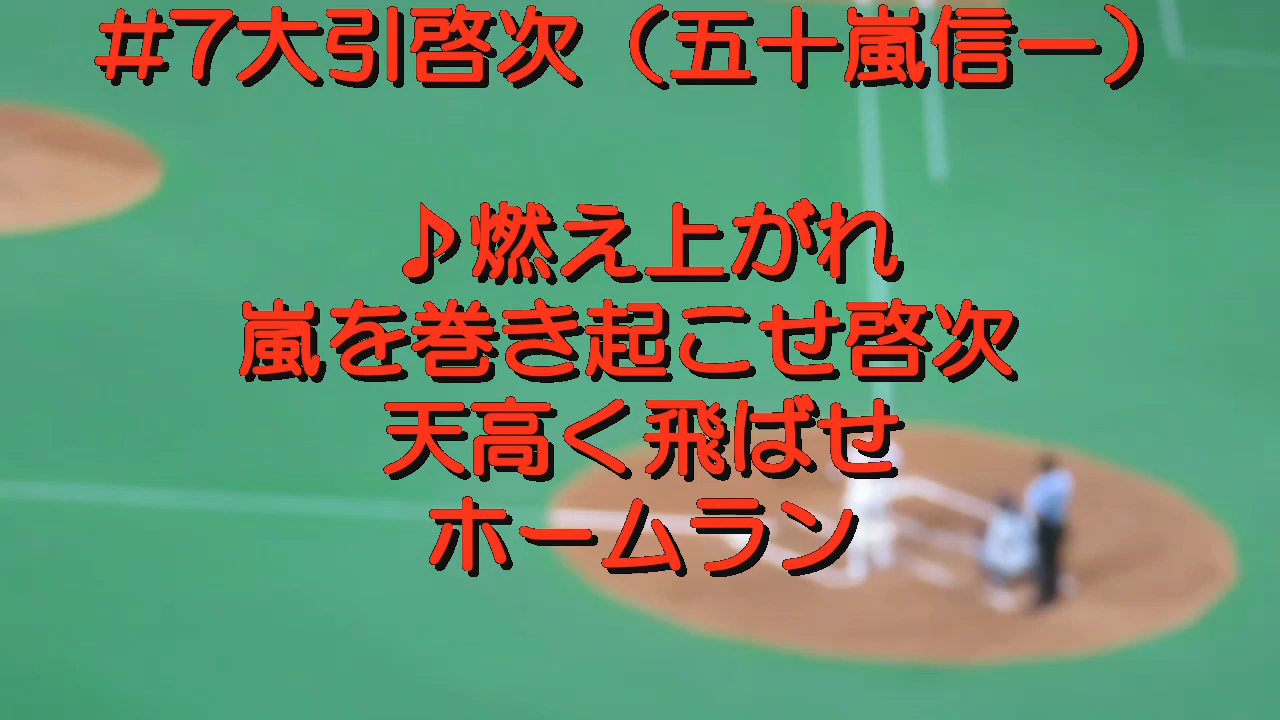 #7大引啓次（五十嵐信一）
♪燃え上がれ
嵐を巻き起こせ啓次
天高く飛ばせ
ホームラン